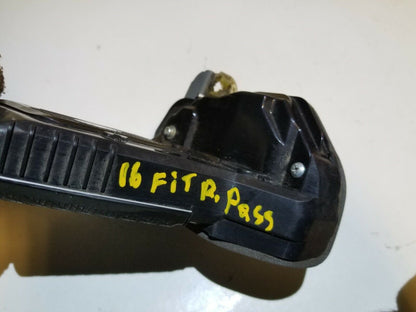 16 FiT R. Pass